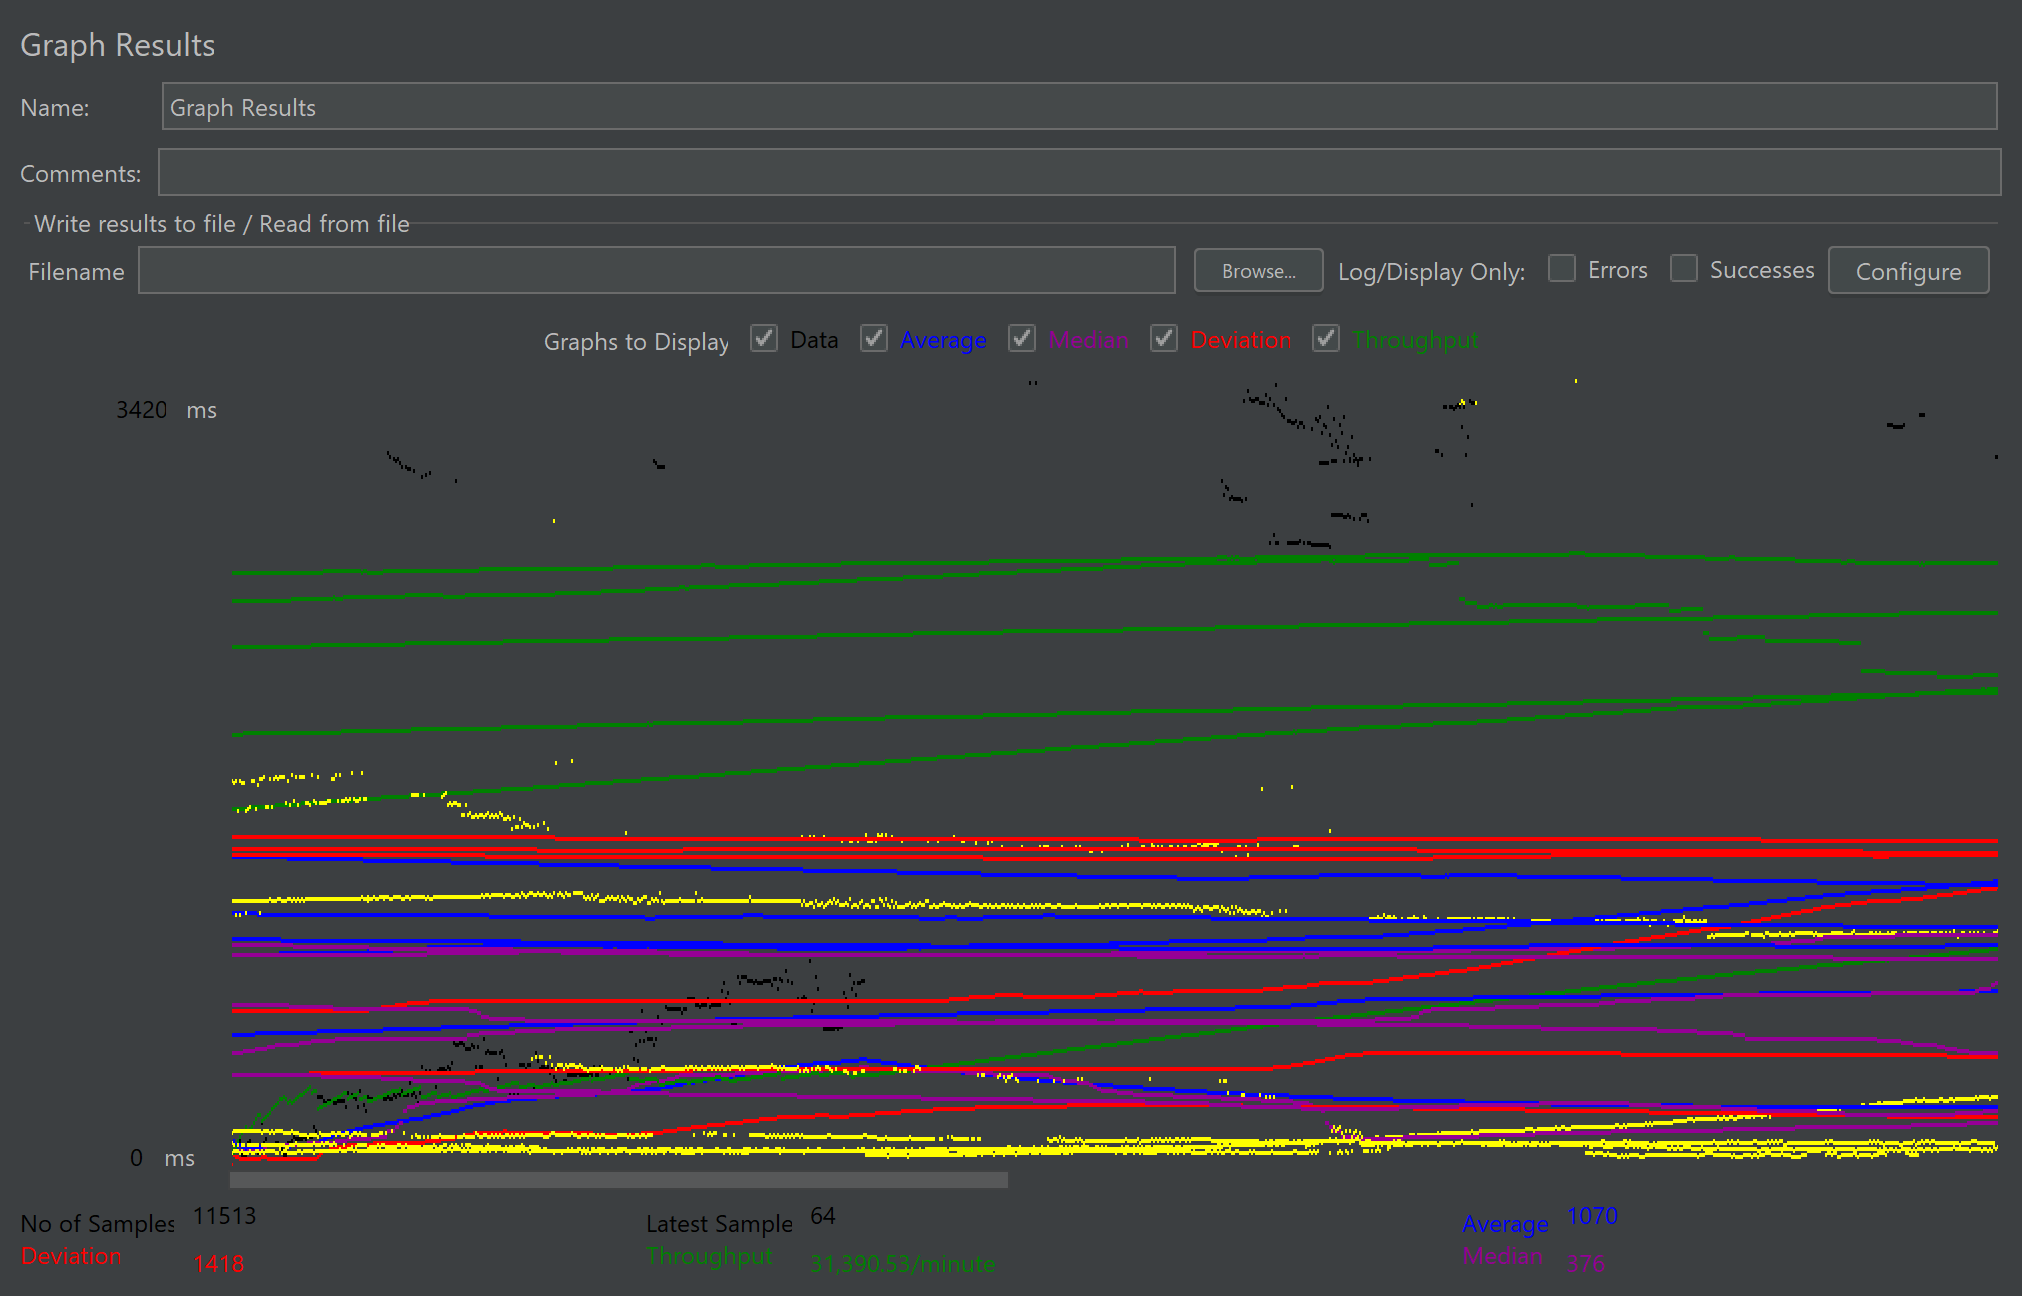 Graph Results
Name: Graph Results
Comments:
Write results to file / Read from file
Filename Browse... Log/Display Only: Errors Successes Configure
Graphs to Display Data Average Median Deviation Throughput
3420 ms
0 ms
No of Samples 11513 Latest Sample 64 Average 1070
Deviation 1418 Throughput 31,390.53/minute Median 376